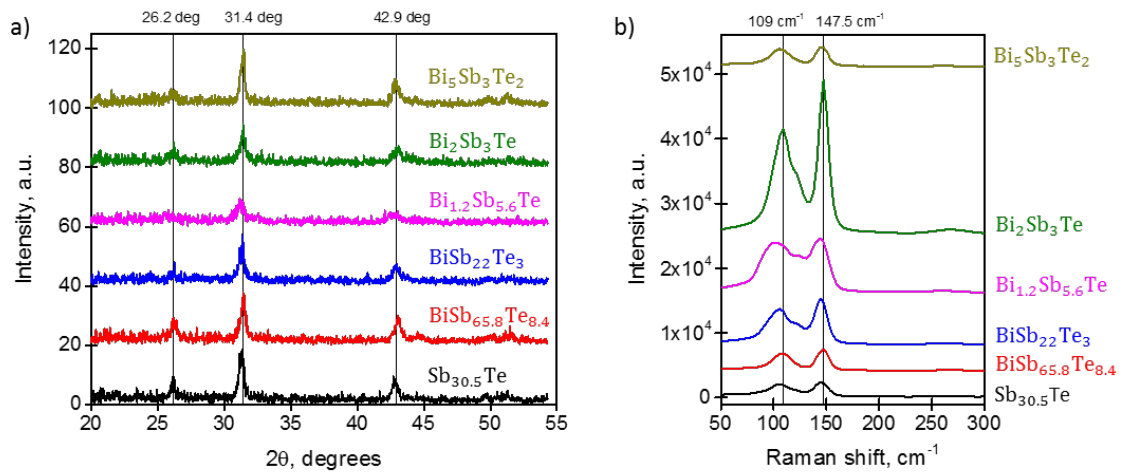 a)
26.2 deg
31.4 deg
42.9 deg
120
100
80
60
40
20
0
Intensity, a.u.
Bi₅Sb₃Te₂
Bi₂Sb₃Te
Bi₁.₂Sb₅.₆Te
BiSb₂₂Te₃
BiSb₆₅.₈Te₈.₄
Sb₃₀.₅Te
20 25 30 35 40 45 50 55
2θ, degrees
b)
109 cm⁻¹
147.5 cm⁻¹
5x10⁴
4x10⁴
3x10⁴
2x10⁴
1x10⁴
0
Intensity, a.u.
Bi₅Sb₃Te₂
Bi₂Sb₃Te
Bi₁.₂Sb₅.₆Te
BiSb₂₂Te₃
BiSb₆₅.₈Te₈.₄
Sb₃₀.₅Te
50 100 150 200 250 300
Raman shift, cm⁻¹